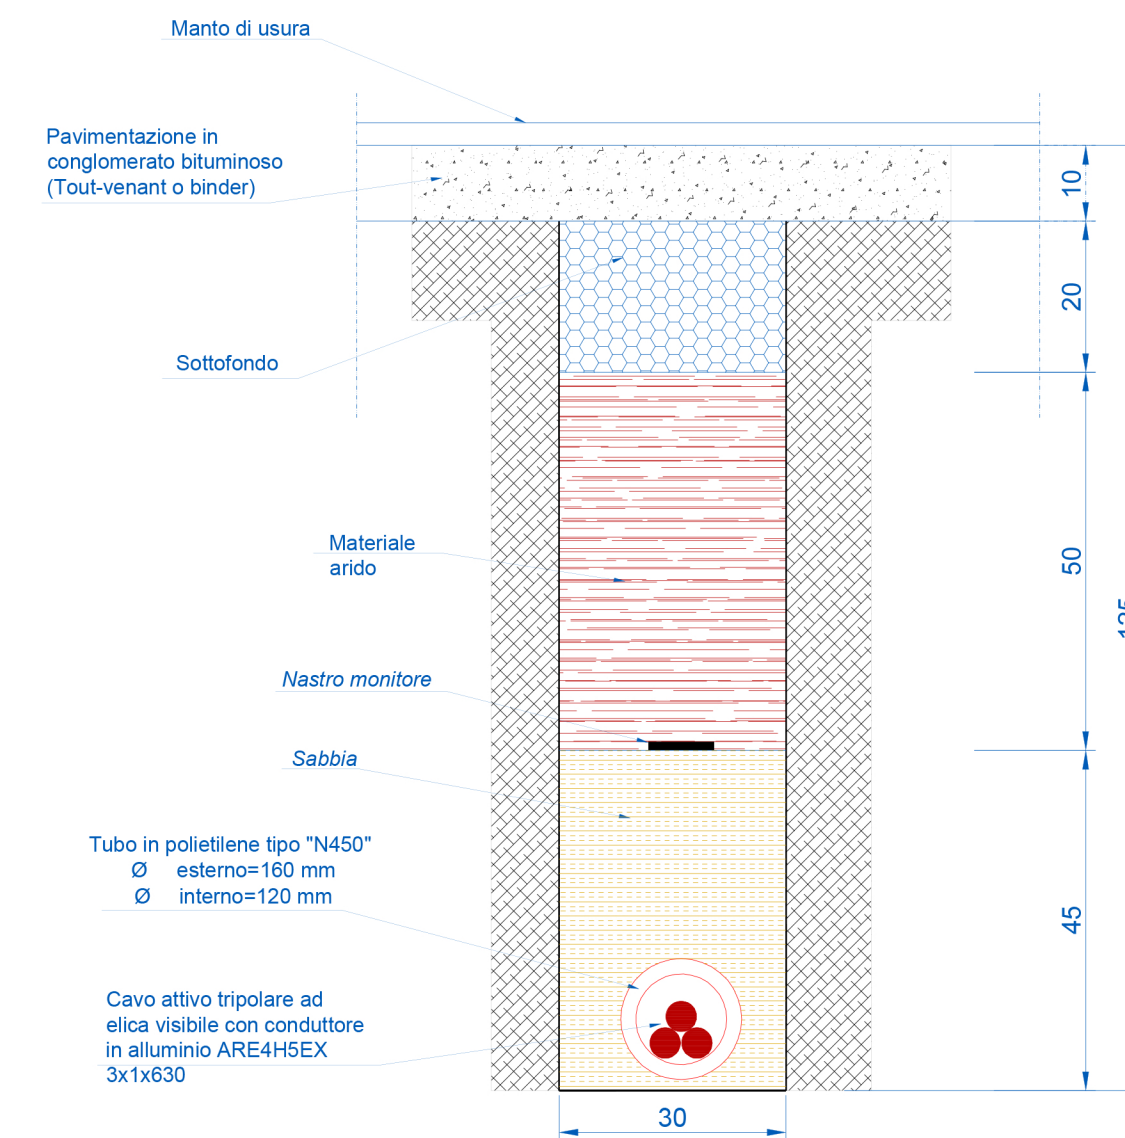 Manto di usura
Pavimentazione in
conglomerato bituminoso
(Tout-venant o binder)
10
20
Sottofondo
50
Materiale
arido
Nastro monitore
Sabbia
Tubo in polietilene tipo "N450"
Ø esterno=160 mm
Ø interno=120 mm
45
Cavo attivo tripolare ad
elica visibile con conduttore
in alluminio ARE4H5EX
3x1x630
30